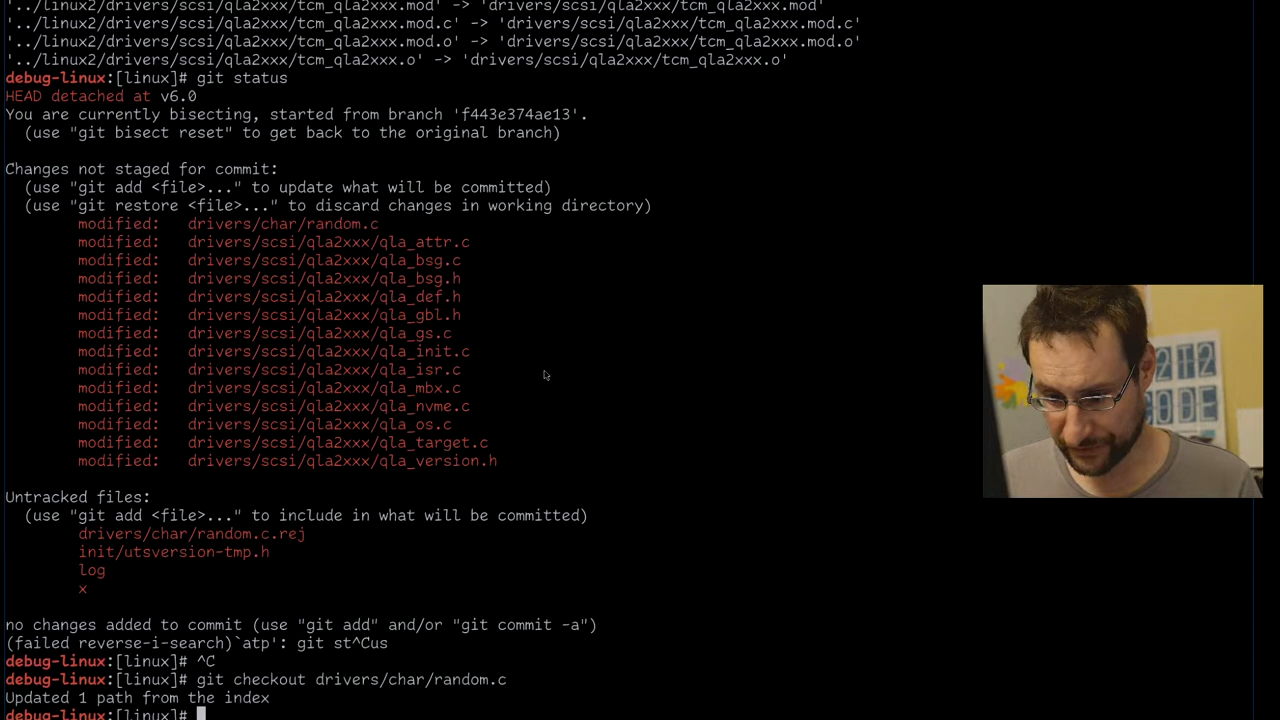 '../linux2/drivers/scsi/qla2xxx/tcm_qla2xxx.mod' -> 'drivers/scsi/qla2xxx/tcm_qla2xxx.mod'
'../linux2/drivers/scsi/qla2xxx/tcm_qla2xxx.mod.c' -> 'drivers/scsi/qla2xxx/tcm_qla2xxx.mod.c'
'../linux2/drivers/scsi/qla2xxx/tcm_qla2xxx.mod.o' -> 'drivers/scsi/qla2xxx/tcm_qla2xxx.mod.o'
'../linux2/drivers/scsi/qla2xxx/tcm_qla2xxx.o' -> 'drivers/scsi/qla2xxx/tcm_qla2xxx.o'
debug-linux:[linux]# git status
HEAD detached at v6.0
You are currently bisecting, started from branch 'f443e374ae13'.
  (use "git bisect reset" to get back to the original branch)
Changes not staged for commit:
  (use "git add <file>..." to update what will be committed)
  (use "git restore <file>..." to discard changes in working directory)
        modified:   drivers/char/random.c
        modified:   drivers/scsi/qla2xxx/qla_attr.c
        modified:   drivers/scsi/qla2xxx/qla_bsg.c
        modified:   drivers/scsi/qla2xxx/qla_bsg.h
        modified:   drivers/scsi/qla2xxx/qla_def.h
        modified:   drivers/scsi/qla2xxx/qla_gbl.h
        modified:   drivers/scsi/qla2xxx/qla_gs.c
        modified:   drivers/scsi/qla2xxx/qla_init.c
        modified:   drivers/scsi/qla2xxx/qla_isr.c
        modified:   drivers/scsi/qla2xxx/qla_mbx.c
        modified:   drivers/scsi/qla2xxx/qla_nvme.c
        modified:   drivers/scsi/qla2xxx/qla_os.c
        modified:   drivers/scsi/qla2xxx/qla_target.c
        modified:   drivers/scsi/qla2xxx/qla_version.h
Untracked files:
  (use "git add <file>..." to include in what will be committed)
        drivers/char/random.c.rej
        init/utsversion-tmp.h
        log
        x
no changes added to commit (use "git add" and/or "git commit -a")
(failed reverse-i-search)`atp': git st^Cus
debug-linux:[linux]# ^C
debug-linux:[linux]# git checkout drivers/char/random.c
Updated 1 path from the index
debug-linux:[linux]#
CODE